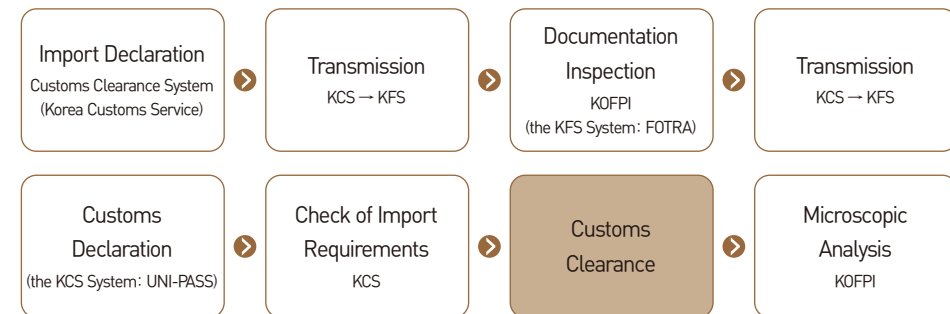 Import Declaration
Customs Clearance System
(Korea Customs Service)
Transmission
KCS → KFS
Documentation
Inspection
KOFPI
(the KFS System: FOTRA)
Transmission
KCS → KFS
Customs
Declaration
(the KCS System: UNI-PASS)
Check of Import
Requirements
KCS
Customs
Clearance
Microscopic
Analysis
KOFPI